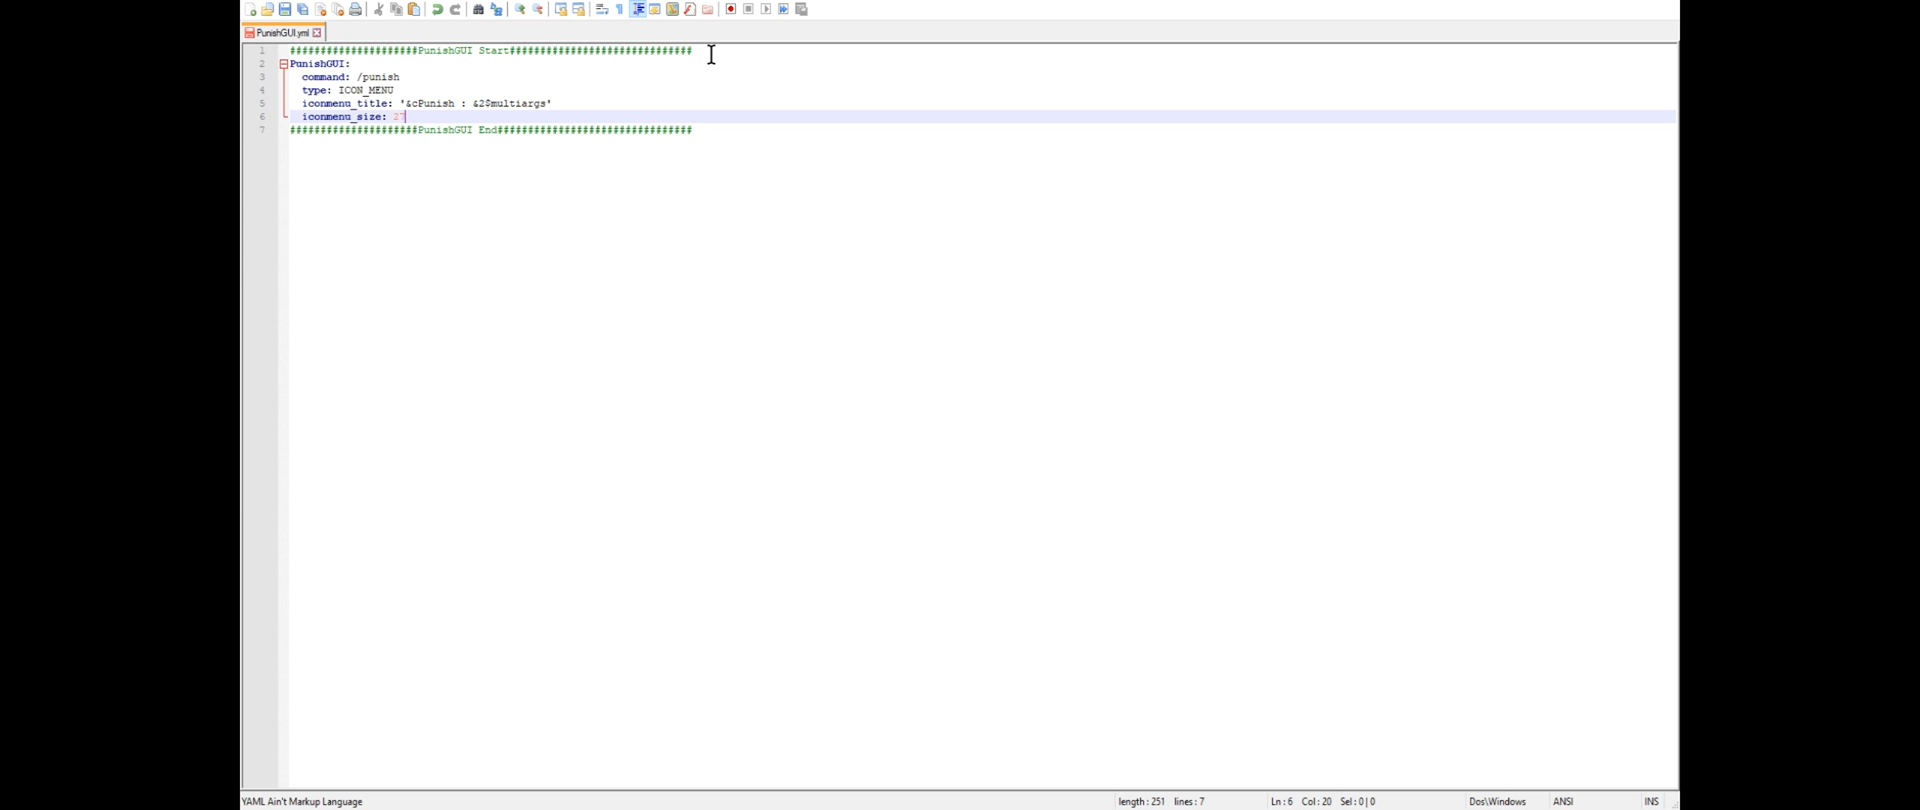 PunishGUI.yml
1 #####################PunishGUI Start##############################
2 PunishGUI:
3 command: /punish
4 type: ICON_MENU
5 iconmenu_title: '&cPunish : &2$multiargs'
6 iconmenu_size: 27
7 #####################PunishGUI End################################
YAML Ain't Markup Language length : 251 lines : 7 Ln : 6 Col : 20 Sel : 0 | 0 Dos\Windows ANSI INS